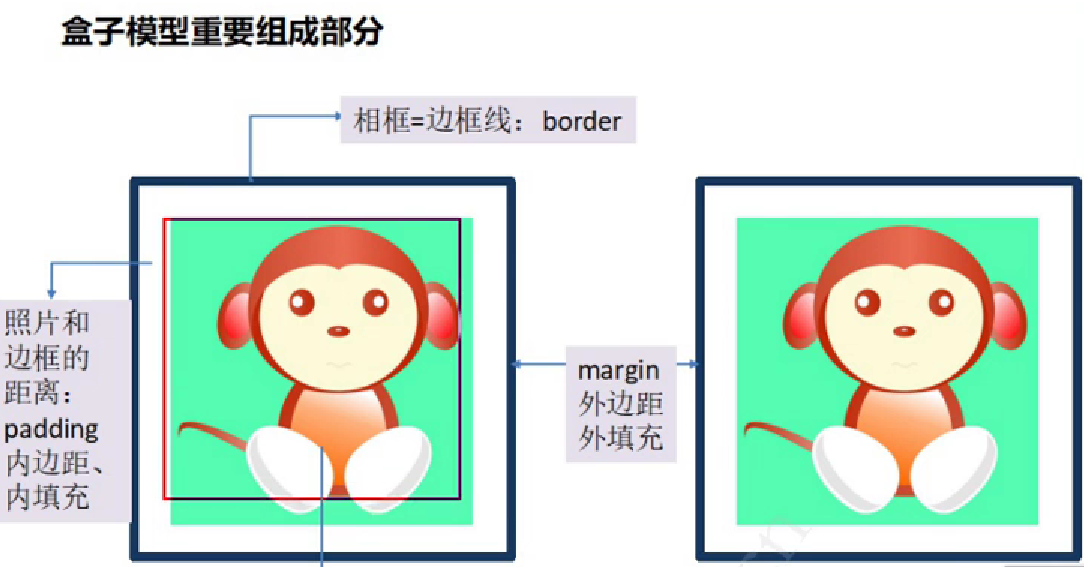 盒子模型重要组成部分
相框=边框线：border
照片和
边框的
距离：
padding
内边距、
内填充
margin
外边距
外填充